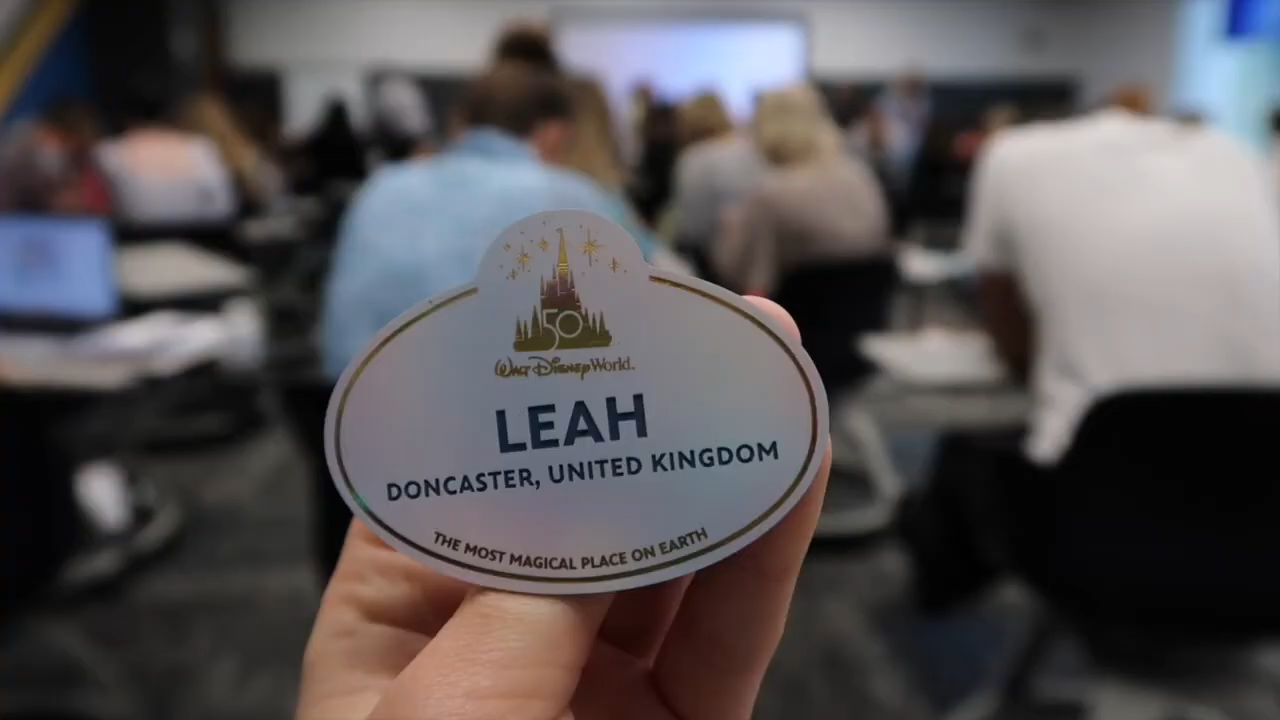 50
Walt Disney World.
LEAH
DONCASTER, UNITED KINGDOM
THE MOST MAGICAL PLACE ON EARTH